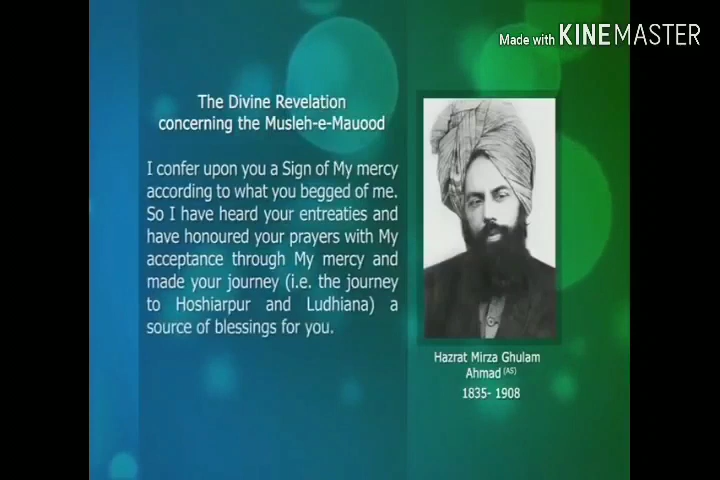 Made with KINEMASTER
The Divine Revelation
concerning the Musleh-e-Mauood
I confer upon you a Sign of My mercy
according to what you begged of me.
So I have heard your entreaties and
have honoured your prayers with My
acceptance through My mercy and
made your journey (i.e. the journey
to Hoshiarpur and Ludhiana) a
source of blessings for you.
Hazrat Mirza Ghulam
Ahmad (AS)
1835- 1908